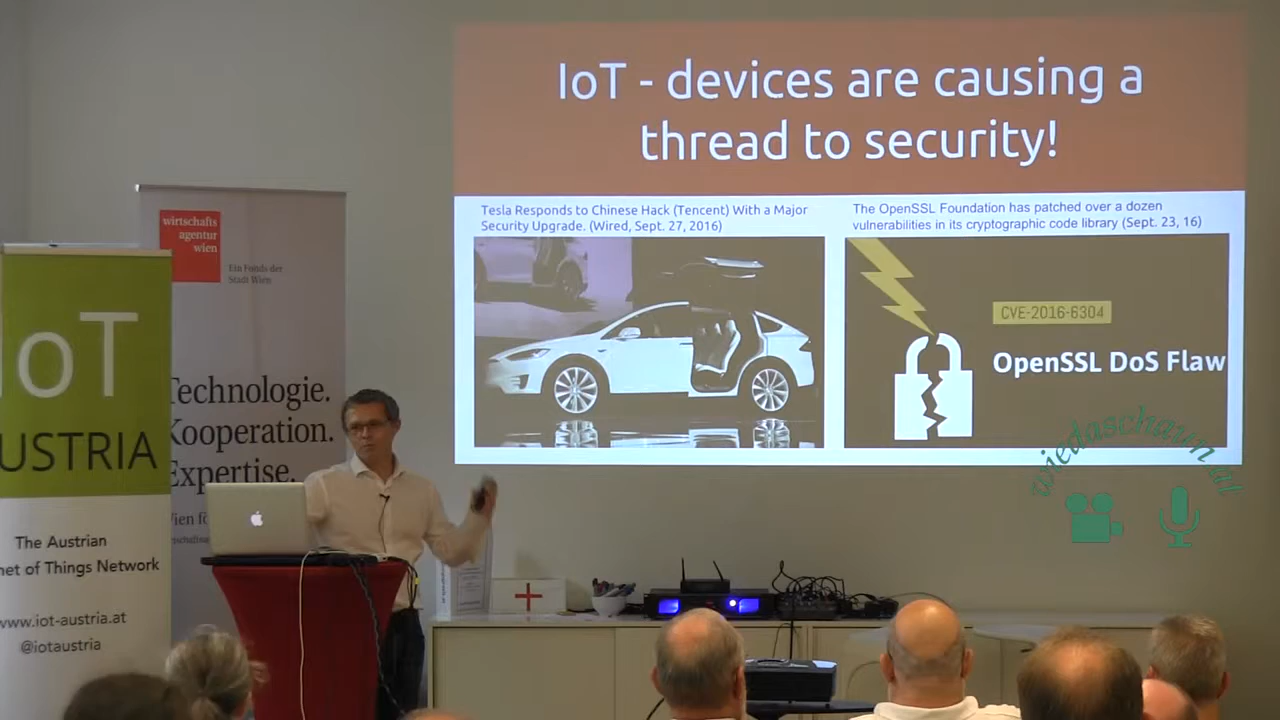 IoT - devices are causing a
thread to security!
Tesla Responds to Chinese Hack (Tencent) With a Major
Security Upgrade. (Wired, Sept. 27, 2016)
The OpenSSL Foundation has patched over a dozen
vulnerabilities in its cryptographic code library (Sept. 23, 16)
CVE-2016-6304
OpenSSL DoS Flaw
wirtschafts
agentur
wien
Ein Fonds der
Stadt Wien
Technologie.
Kooperation.
Expertise.
Wien
IoT
AUSTRIA
The Austrian
net of Things Network
www.iot-austria.at
@iotaustria
wiedaschaun.at